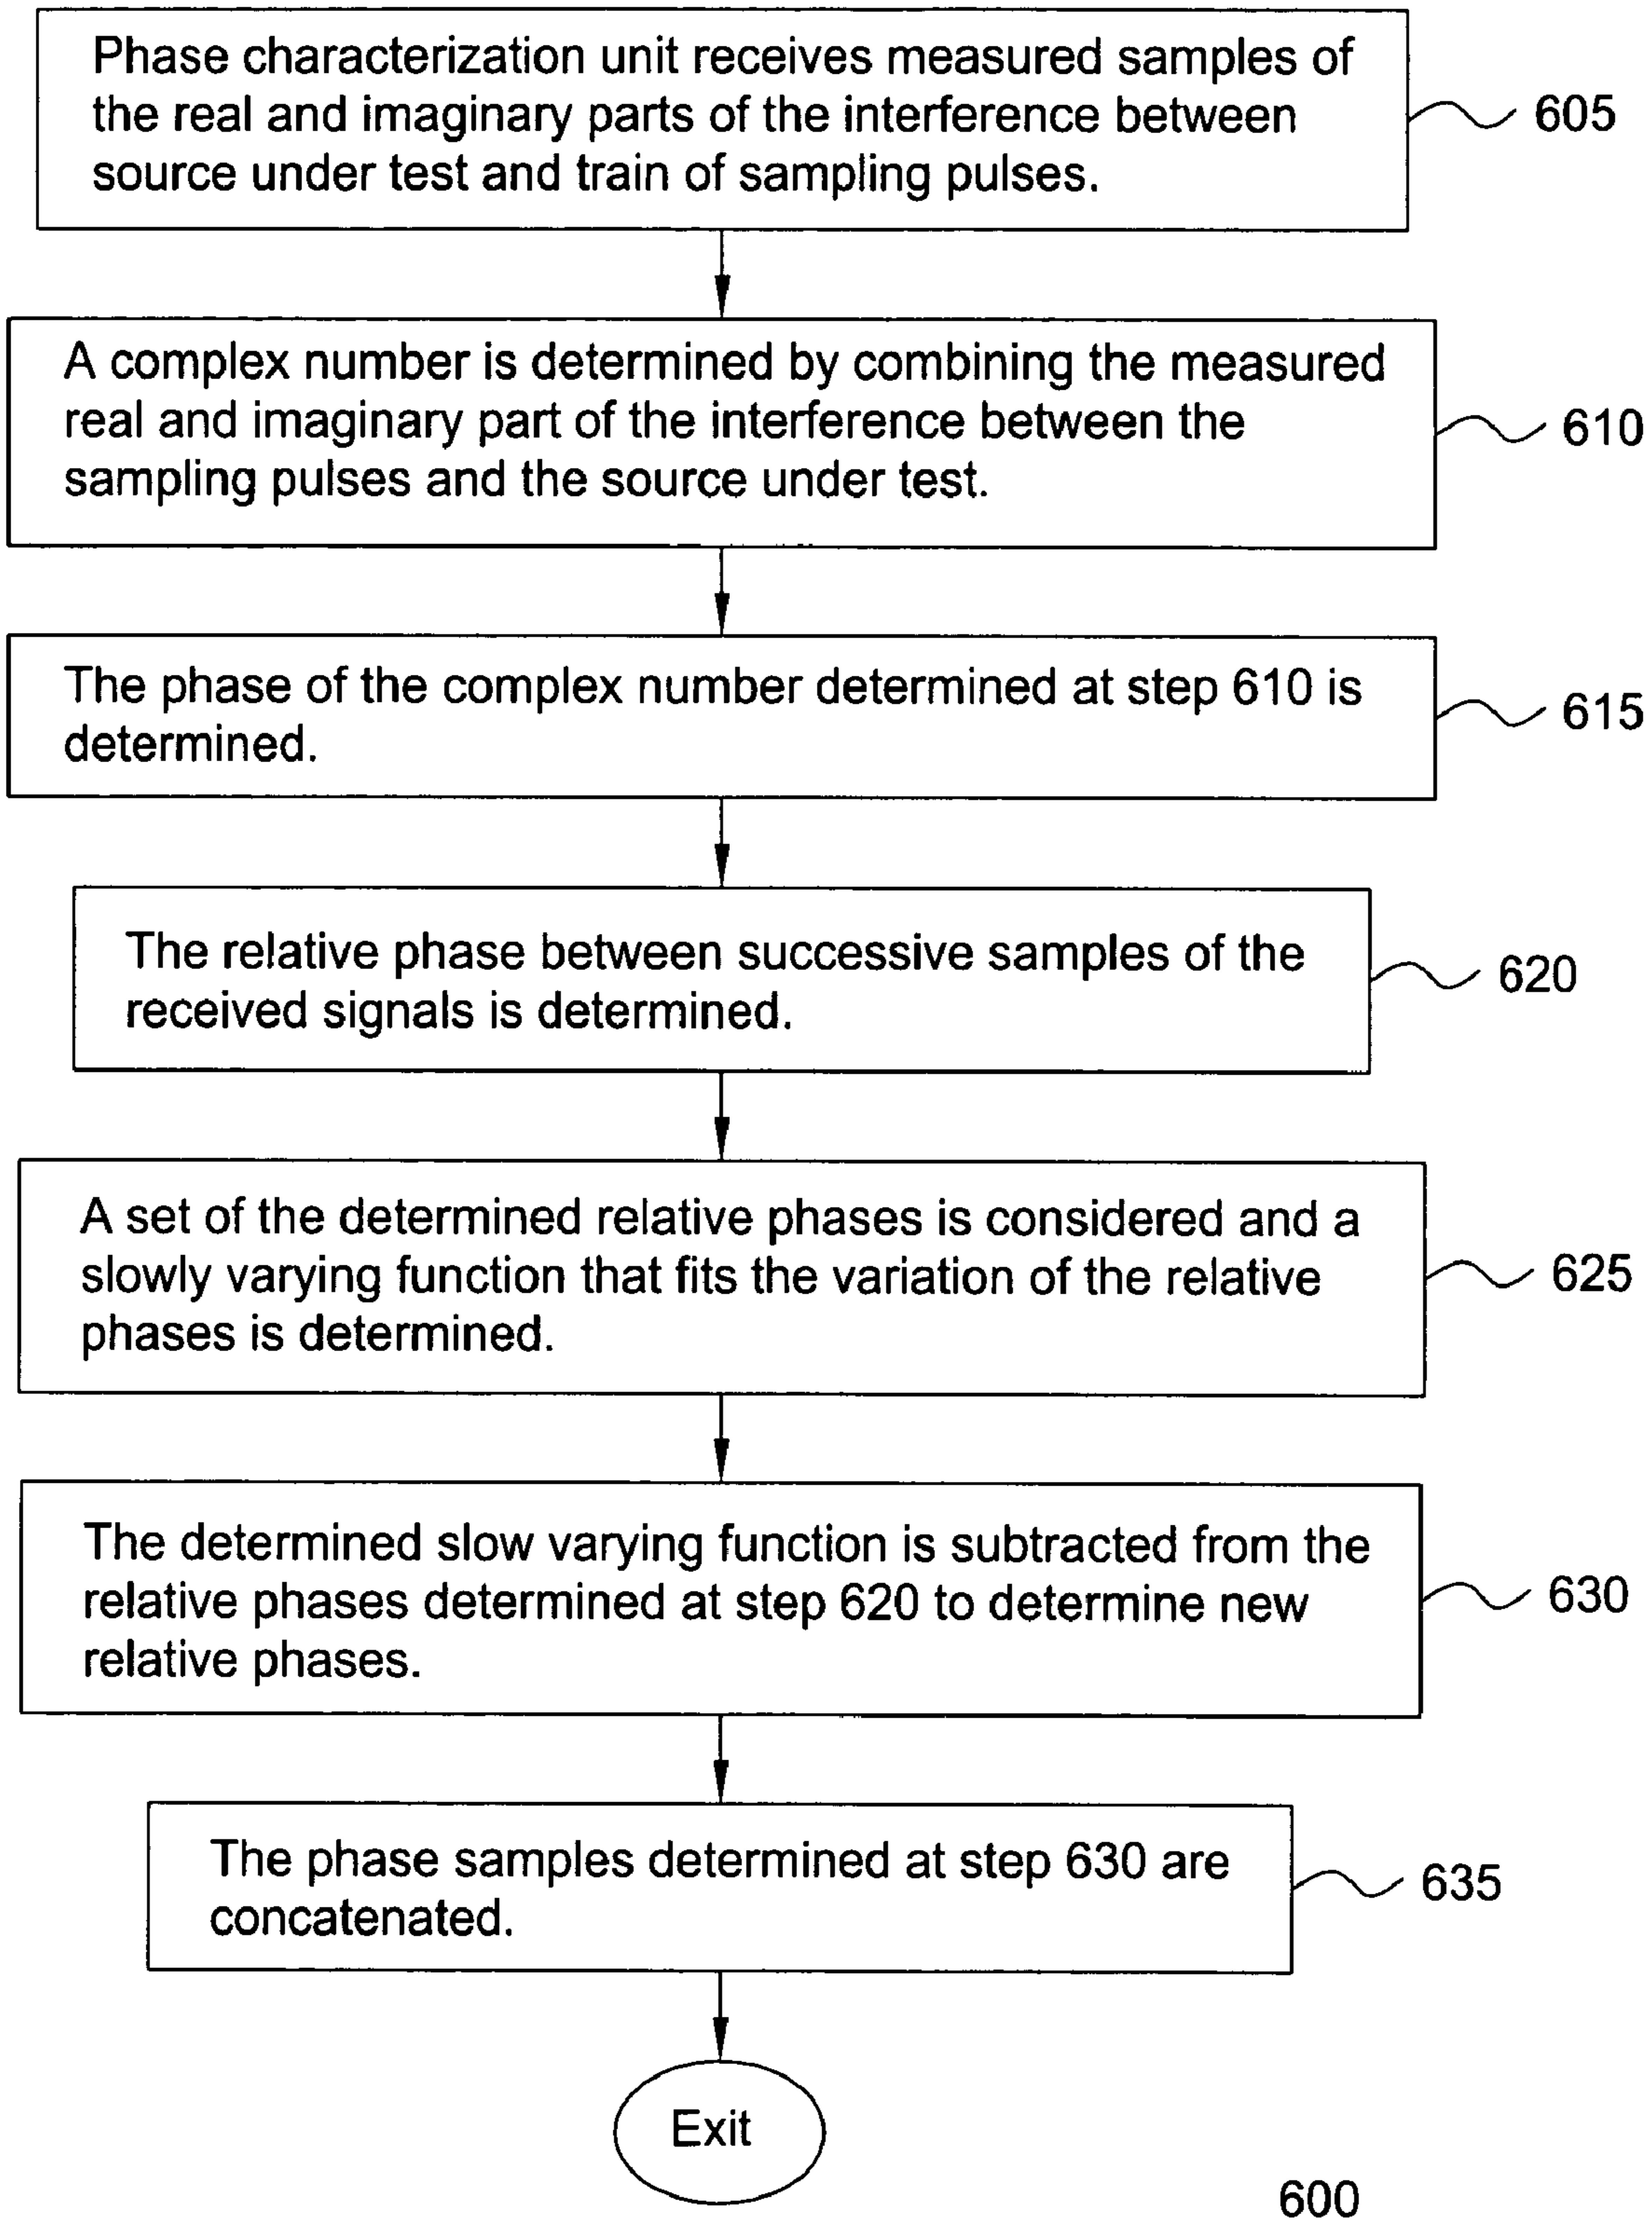 Phase characterization unit receives measured samples of
the real and imaginary parts of the interference between
source under test and train of sampling pulses.
605
A complex number is determined by combining the measured
real and imaginary part of the interference between the
sampling pulses and the source under test.
610
The phase of the complex number determined at step 610 is
determined.
615
The relative phase between successive samples of the
received signals is determined.
620
A set of the determined relative phases is considered and a
slowly varying function that fits the variation of the relative
phases is determined.
625
The determined slow varying function is subtracted from the
relative phases determined at step 620 to determine new
relative phases.
630
The phase samples determined at step 630 are
concatenated.
635
Exit
600